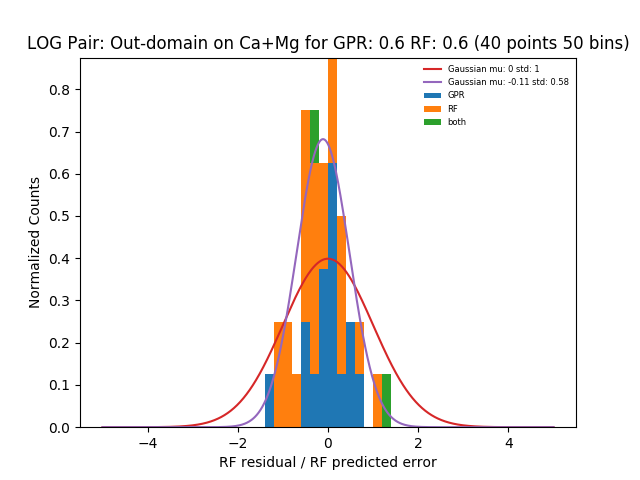 LOG Pair: Out-domain on Ca+Mg for GPR: 0.6 RF: 0.6 (40 points 50 bins)
Gaussian mu: 0 std: 1
Gaussian mu: -0.11 std: 0.58
GPR
RF
both
Normalized Counts
0.8
0.7
0.6
0.5
0.4
0.3
0.2
0.1
0.0
−4 −2 0 2 4
RF residual / RF predicted error